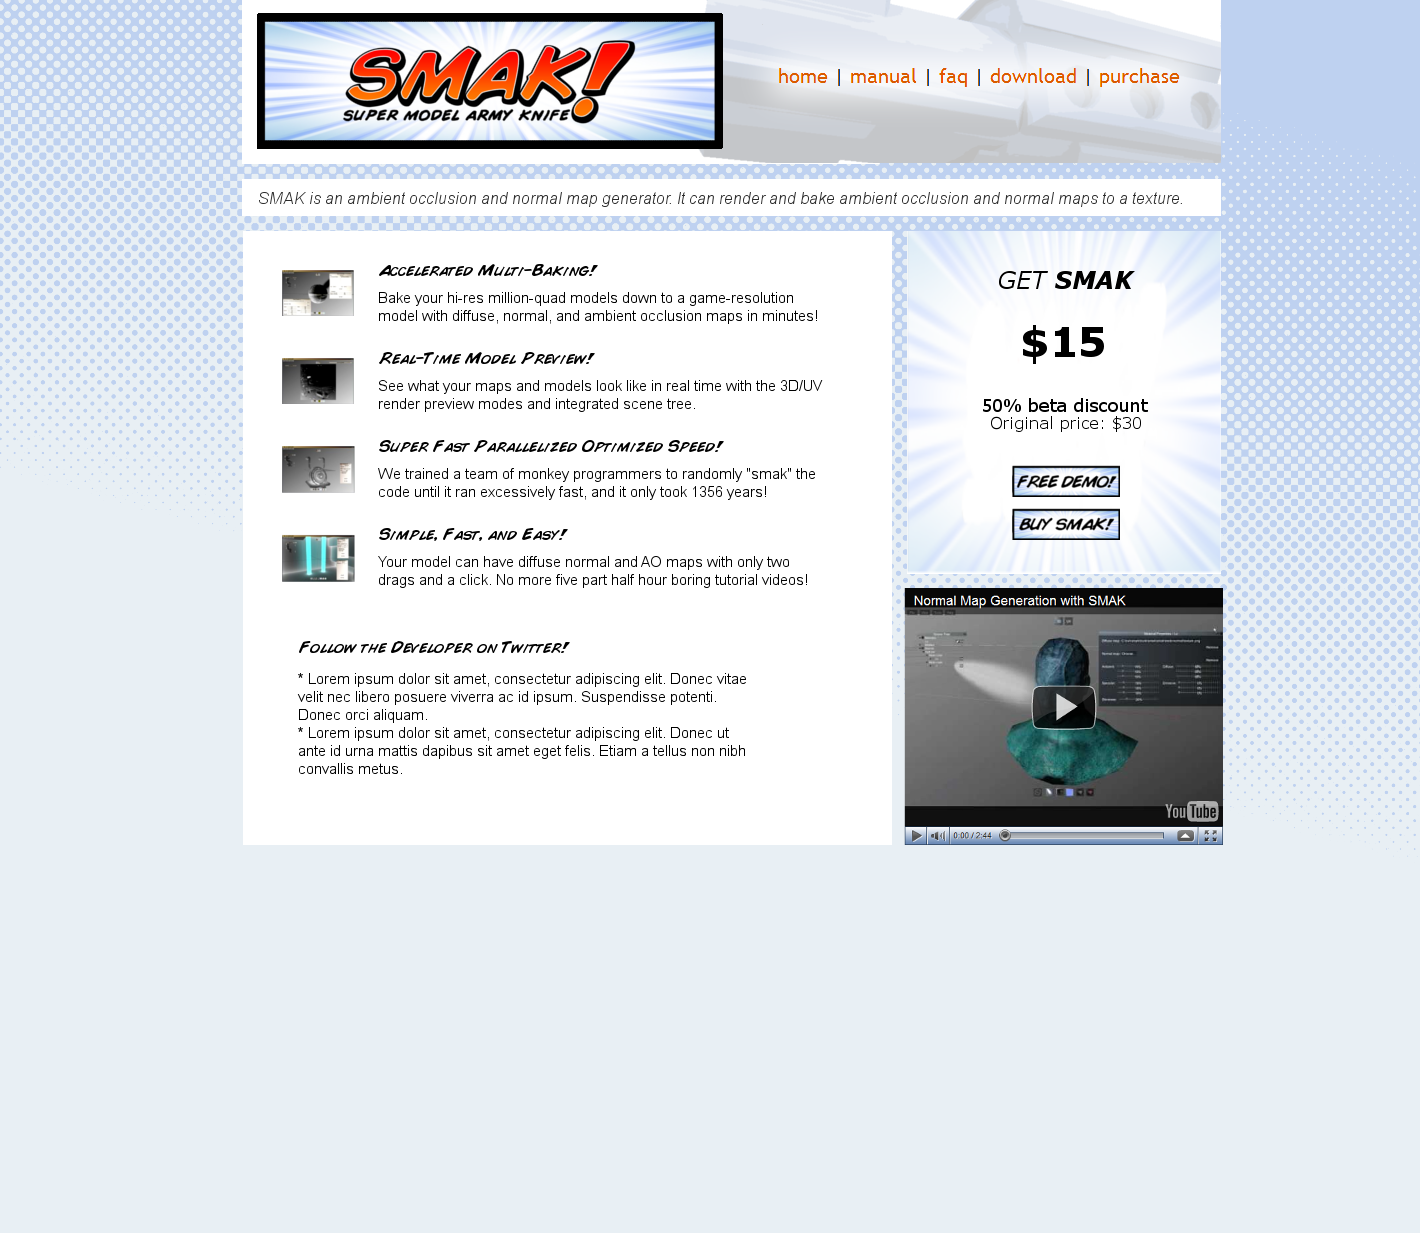 SMAK!
SUPER MODEL ARMY KNIFE
home | manual | faq | download | purchase
SMAK is an ambient occlusion and normal map generator. It can render and bake ambient occlusion and normal maps to a texture.
Accelerated Multi-Baking!
Bake your hi-res million-quad models down to a game-resolution
model with diffuse, normal, and ambient occlusion maps in minutes!
Real-Time Model Preview!
See what your maps and models look like in real time with the 3D/UV
render preview modes and integrated scene tree.
Super Fast Parallelized Optimized Speed!
We trained a team of monkey programmers to randomly "smak" the
code until it ran excessively fast, and it only took 1356 years!
Simple, Fast, and Easy!
Your model can have diffuse normal and AO maps with only two
drags and a click. No more five part half hour boring tutorial videos!
Follow the Developer on Twitter!
* Lorem ipsum dolor sit amet, consectetur adipiscing elit. Donec vitae
velit nec libero posuere viverra ac id ipsum. Suspendisse potenti.
Donec orci aliquam.
* Lorem ipsum dolor sit amet, consectetur adipiscing elit. Donec ut
ante id urna mattis dapibus sit amet eget felis. Etiam a tellus non nibh
convallis metus.
GET SMAK
$15
50% beta discount
Original price: $30
FREE DEMO!
BUY SMAK!
Normal Map Generation with SMAK
YouTube
0:00 / 2:44